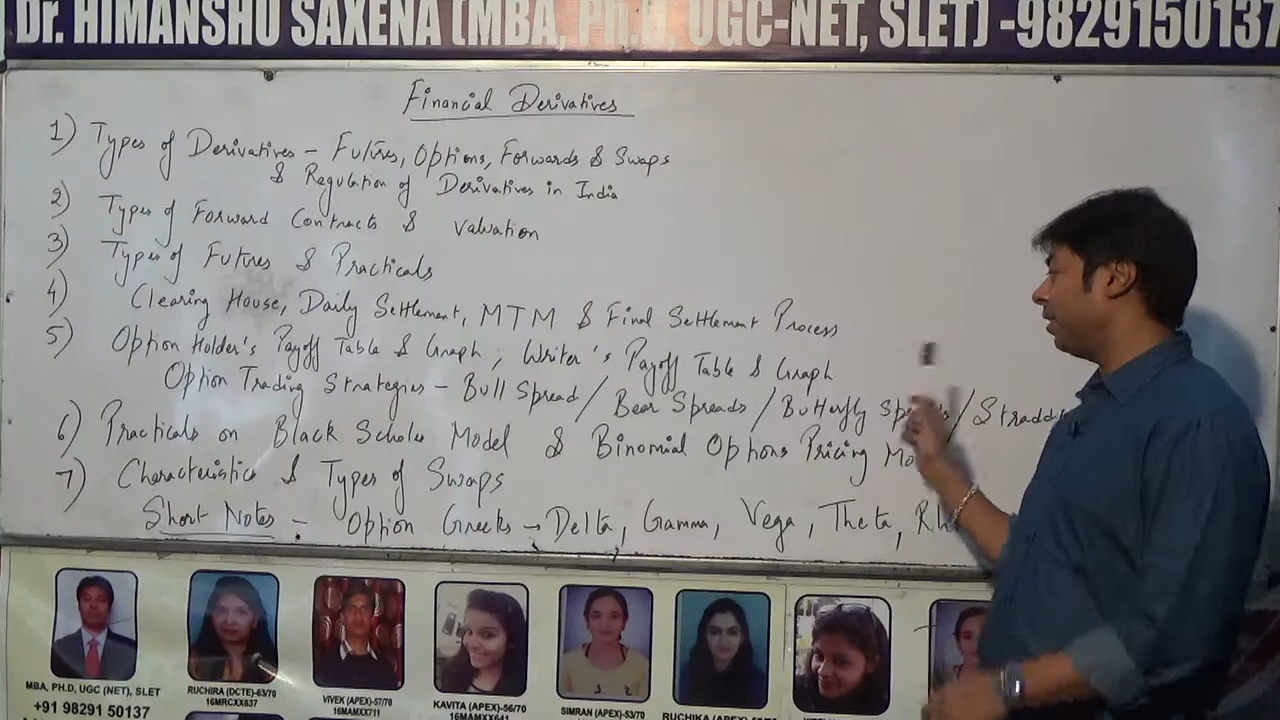 Dr. HIMANSHU SAXENA (MBA, Ph.D, UGC-NET, SLET) -9829150137
Financial Derivatives
1) Types of Derivatives - Futures, Options, Forwards & Swaps
& Regulation of Derivatives in India
2) Types of Forward Contracts & Valuation
3) Types of Futures & Practicals
4) Clearing House, Daily Settlement, MTM & Final Settlement Process
5) Option Holder's Payoff Table & Graph, Writer's Payoff Table & Graph
Option Trading Strategies - Bull Spread / Bear Spreads / Butterfly Spreads /
6) Practicals on Black Scholes Model & Binomial Options Pricing
7) Characteristics & Types of Swaps
Short Notes - Option Greeks → Delta, Gamma, Vega, Theta,
MBA, PH.D, UGC (NET), SLET
+91 98291 50137
RUCHIRA (DCTE)-63/70
16MRCXX637
VIVEK (APEX)-57/70
16MAMXX711
KAVITA (APEX)-56/70
16MAMXX641
SIMRAN (APEX)-53/70
RUCHIKA